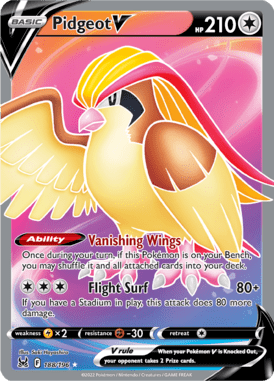 BASIC Pidgeot V HP 210
Ability Vanishing Wings
Once during your turn, if this Pokémon is on your Bench,
you may shuffle it and all attached cards into your deck.
Flight Surf 80+
If you have a Stadium in play, this attack does 80 more
damage.
weakness ×2 resistance -30 retreat
V rule When your Pokémon V is Knocked Out,
your opponent takes 2 Prize cards.
Illus.
188/196
©2022 Pokémon / Nintendo / Creatures / GAME FREAK